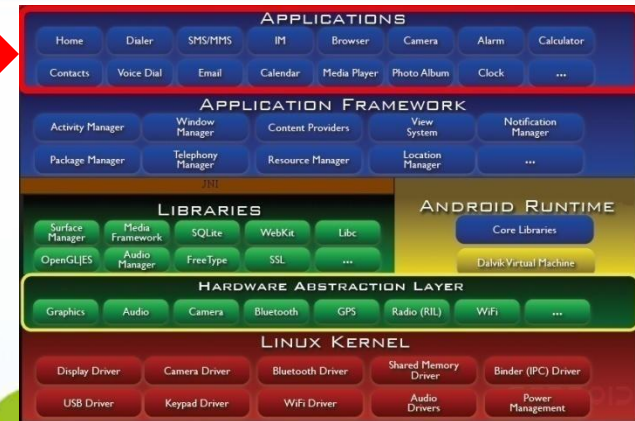 APPLICATIONS
Home Dialer SMS/MMS IM Browser Camera Alarm Calculator
Contacts Voice Dial Email Calendar Media Player Photo Album Clock ...
APPLICATION FRAMEWORK
Activity Manager Window Manager Content Providers View System Notification Manager
Package Manager Telephony Manager Resource Manager Location Manager ...
JNI
LIBRARIES
Surface Manager Media Framework SQLite WebKit Libc
OpenGL|ES Audio Manager FreeType SSL ...
ANDROID RUNTIME
Core Libraries
Dalvik Virtual Machine
HARDWARE ABSTRACTION LAYER
Graphics Audio Camera Bluetooth GPS Radio (RIL) WiFi ...
LINUX KERNEL
Display Driver Camera Driver Bluetooth Driver Shared Memory Driver Binder (IPC) Driver
USB Driver Keypad Driver WiFi Driver Audio Drivers Power Management